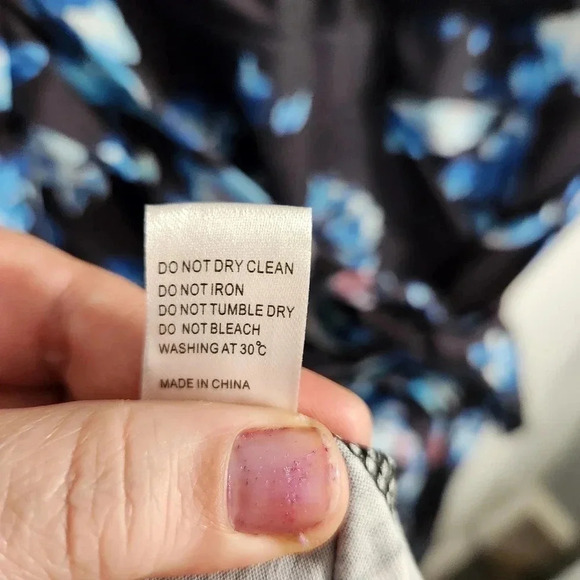 DO NOT DRY CLEAN
DO NOT IRON
DO NOT TUMBLE DRY
DO NOT BLEACH
WASHING AT 30℃
MADE IN CHINA